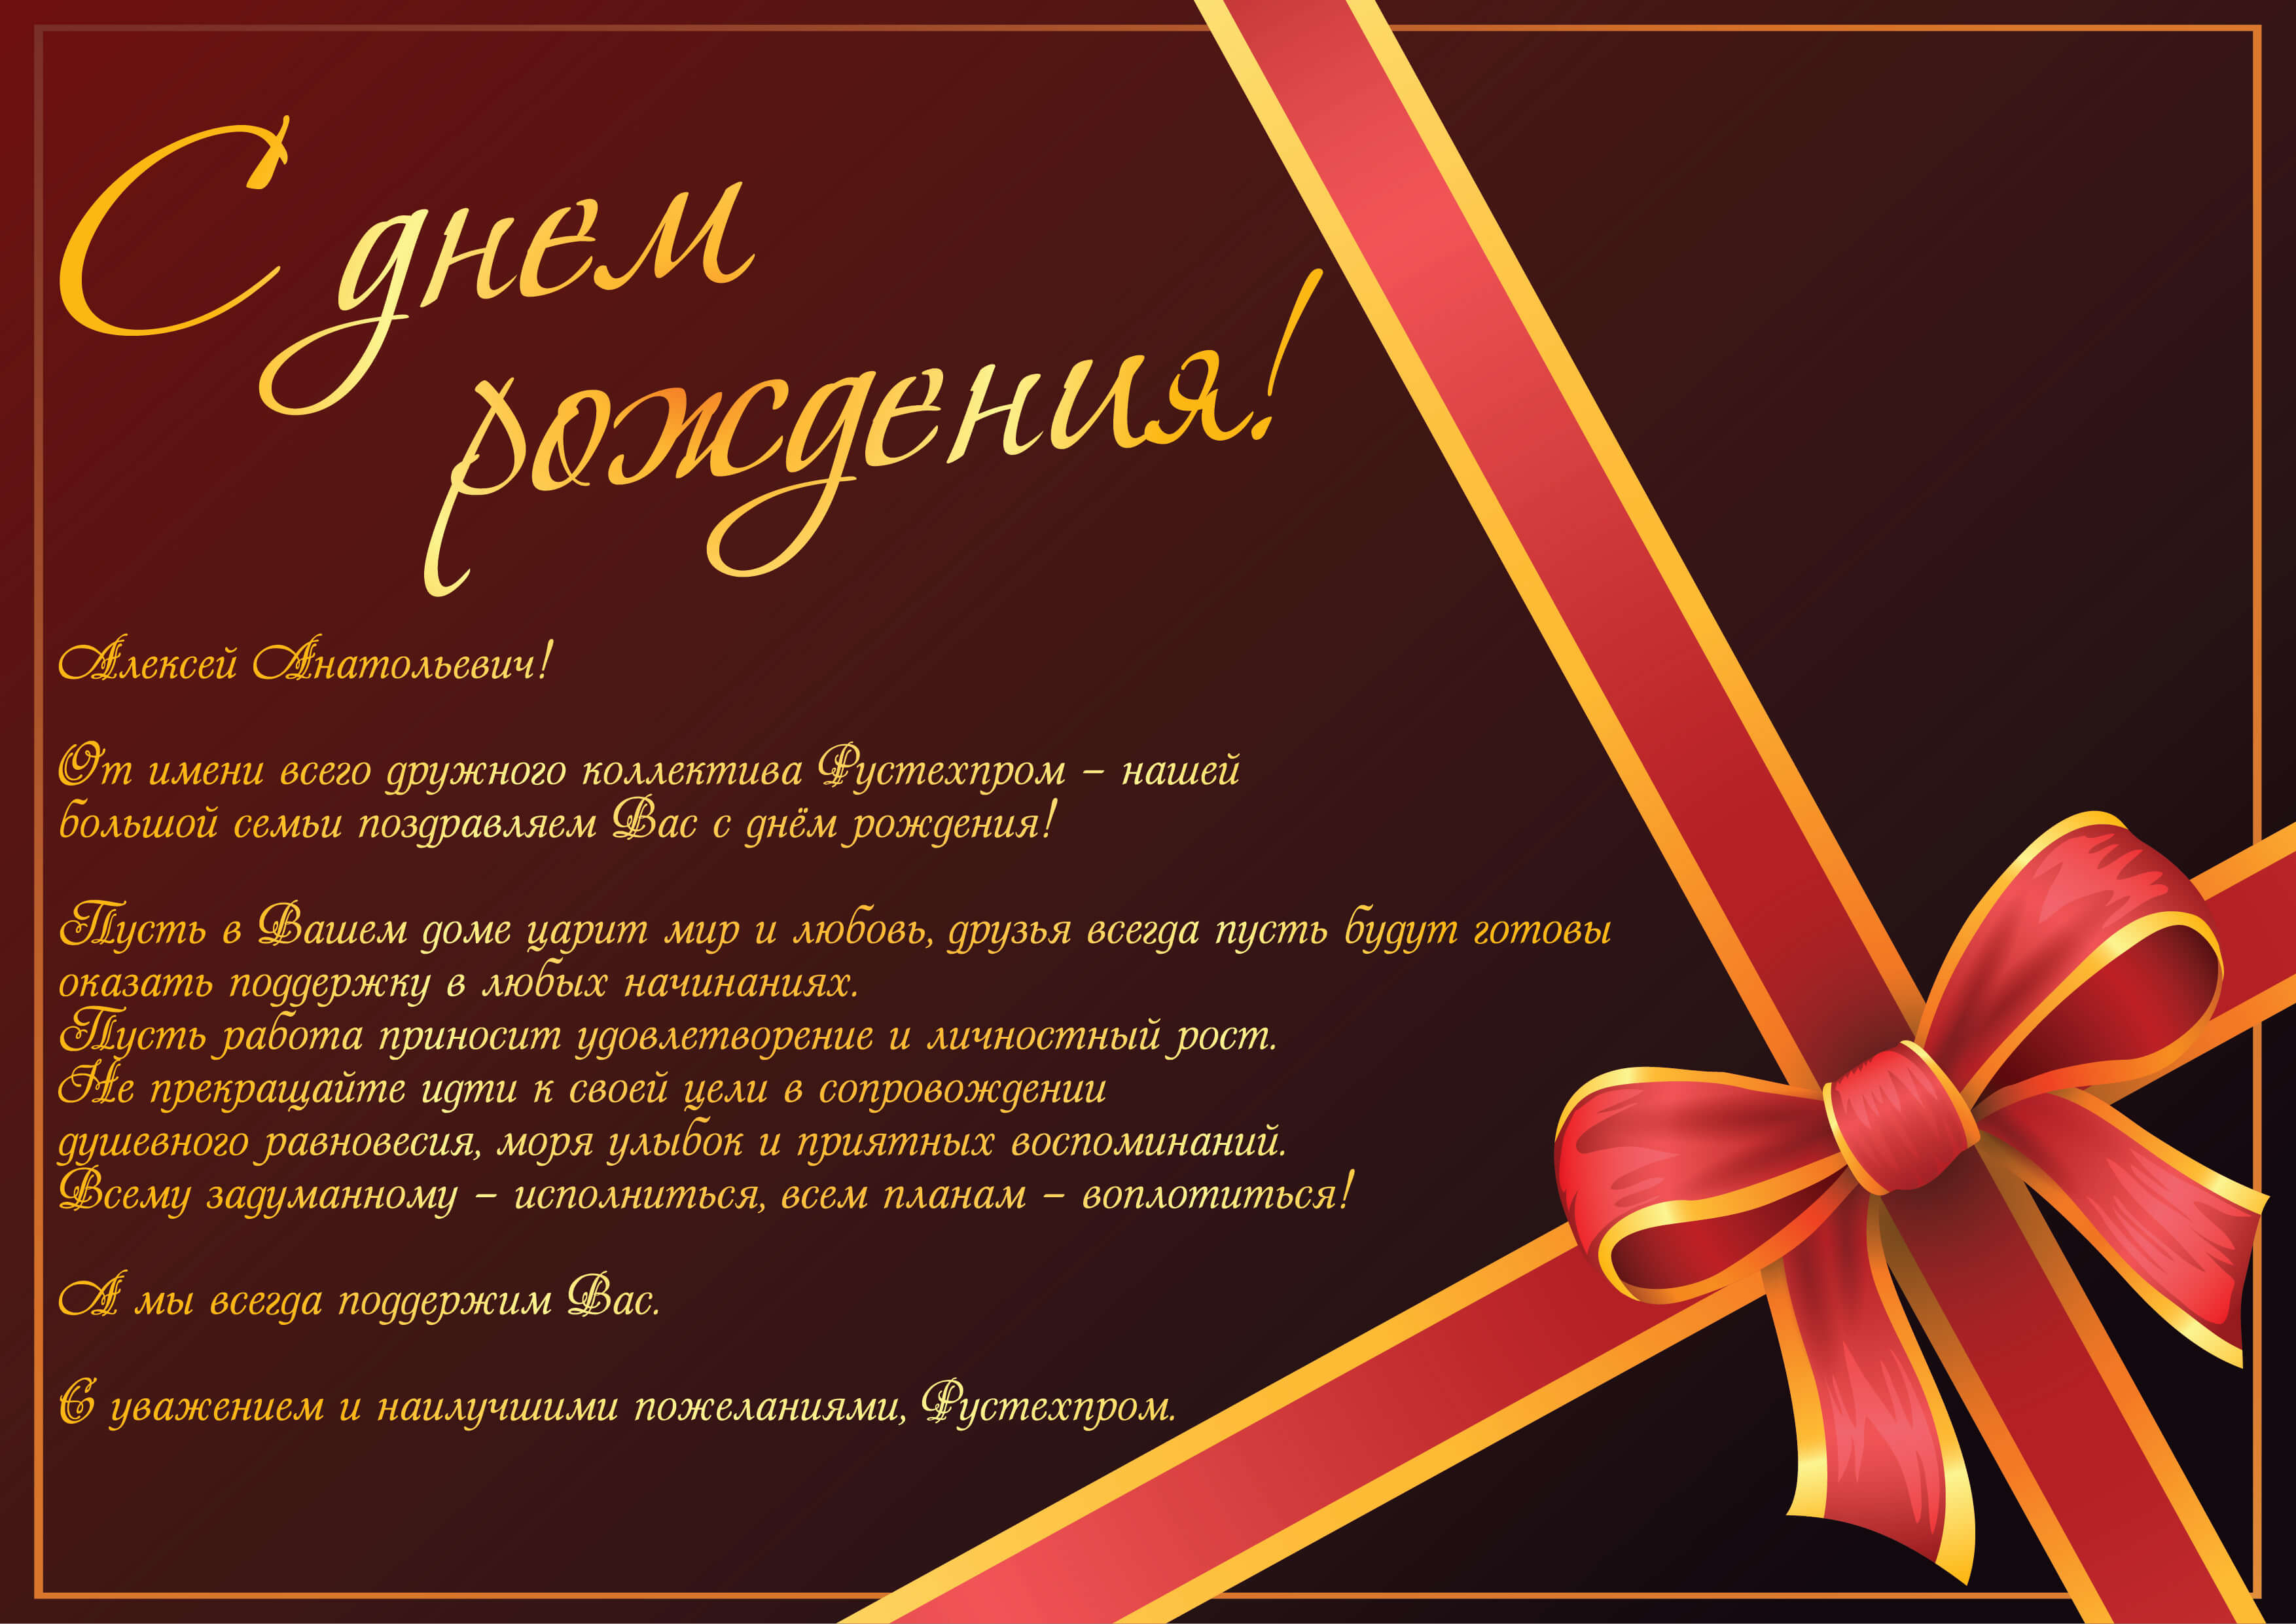 С днем
рождения!
Алексей Анатольевич!
От имени всего дружного коллектива Рустехпром – нашей
большой семьи поздравляем Вас с днём рождения!
Пусть в Вашем доме царит мир и любовь, друзья всегда пусть будут готовы
оказать поддержку в любых начинаниях.
Пусть работа приносит удовлетворение и личностный рост.
Не прекращайте идти к своей цели в сопровождении
душевного равновесия, моря улыбок и приятных воспоминаний.
Всему задуманному – исполниться, всем планам – воплотиться!
А мы всегда поддержим Вас.
С уважением и наилучшими пожеланиями, Рустехпром.